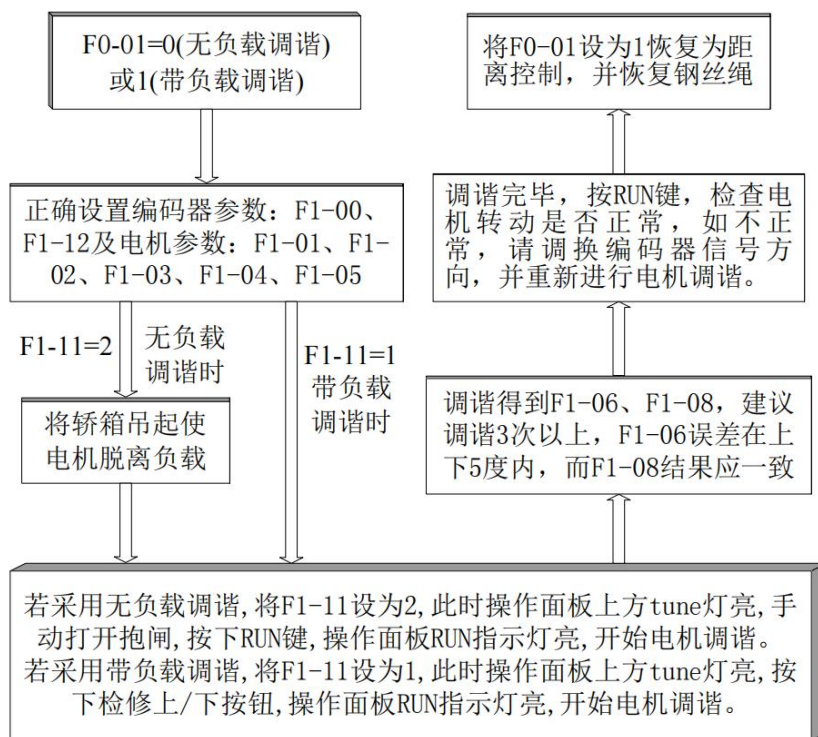 F0-01=0(无负载调谐)
或1(带负载调谐)
正确设置编码器参数：F1-00、
F1-12及电机参数：F1-01、F1-
02、F1-03、F1-04、F1-05
F1-11=2
无负载
调谐时
F1-11=1
带负载
调谐时
将轿箱吊起使
电机脱离负载
若采用无负载调谐,将F1-11设为2,此时操作面板上方tune灯亮,手
动打开抱闸,按下RUN键,操作面板RUN指示灯亮,开始电机调谐。
若采用带负载调谐,将F1-11设为1,此时操作面板上方tune灯亮,按
下检修上/下按钮,操作面板RUN指示灯亮,开始电机调谐。
调谐得到F1-06、F1-08，建议
调谐3次以上，F1-06误差在上
下5度内，而F1-08结果应一致
调谐完毕，按RUN键，检查电
机转动是否正常，如不正
常，请调换编码器信号方
向，并重新进行电机调谐。
将F0-01设为1恢复为距
离控制，并恢复钢丝绳